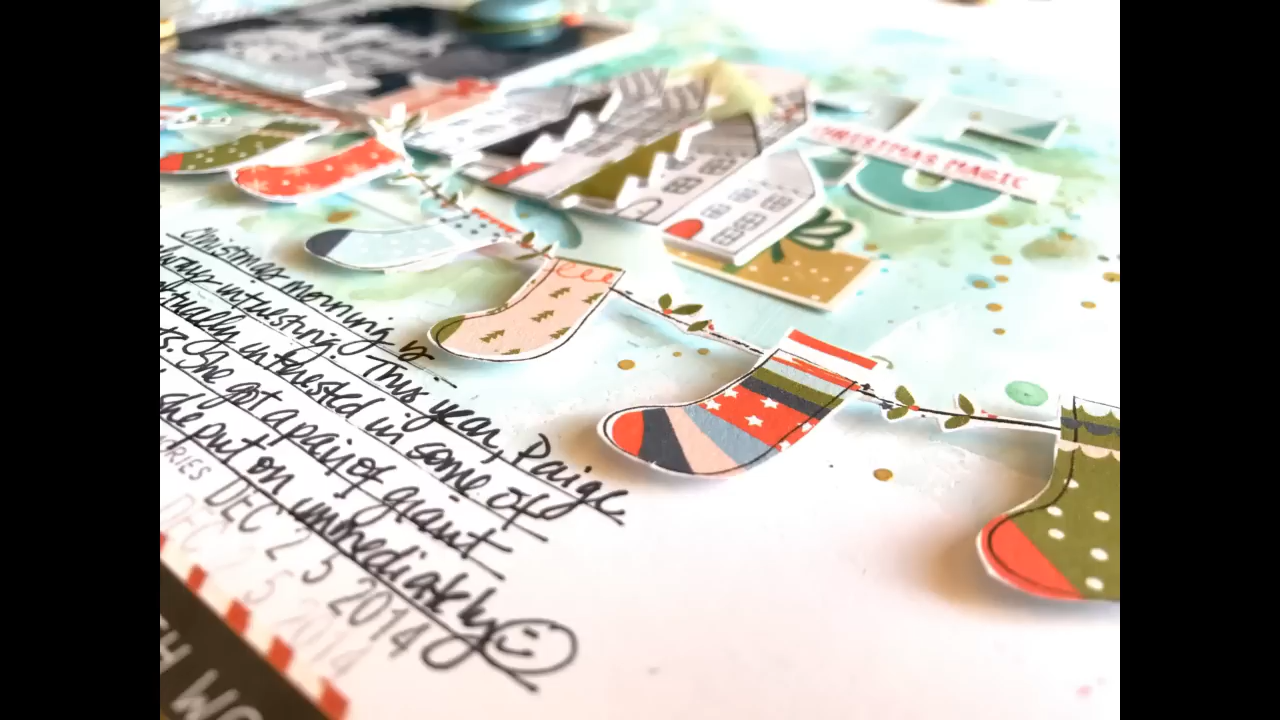 CHRISTMAS MAGIC
Christmas morning is
always interesting. This year, Paige
actually interested in some of
She got a pair of giant
she put on immediately
DEC 25 2014
DEC 25 2014